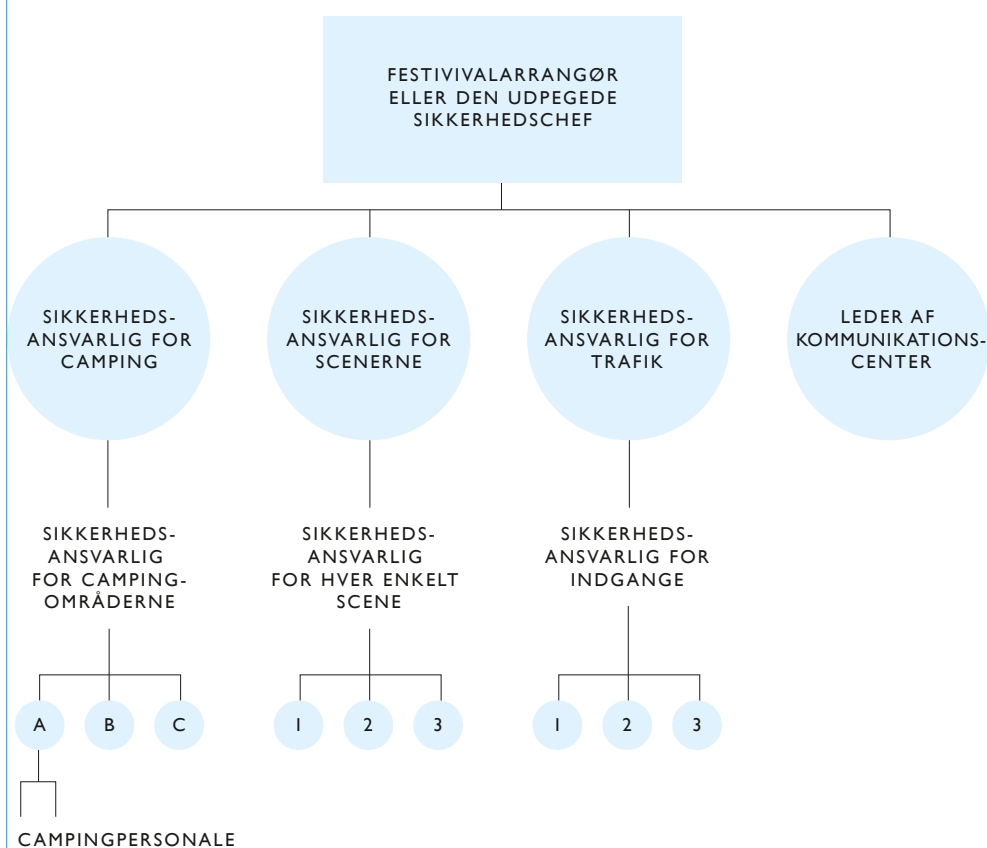 FESTIVIVALARRANGØR
ELLER DEN UDPEGEDE
SIKKERHEDSCHEF
SIKKERHEDS-
ANSVARLIG FOR
CAMPING
SIKKERHEDS-
ANSVARLIG FOR
SCENERNE
SIKKERHEDS-
ANSVARLIG FOR
TRAFIK
LEDER AF
KOMMUNIKATIONS-
CENTER
SIKKERHEDS-
ANSVARLIG
FOR CAMPING-
OMRÅDERNE
SIKKERHEDS-
ANSVARLIG
FOR HVER ENKELT
SCENE
SIKKERHEDS-
ANSVARLIG FOR
INDGANGE
A B C
1 2 3
1 2 3
CAMPINGPERSONALE